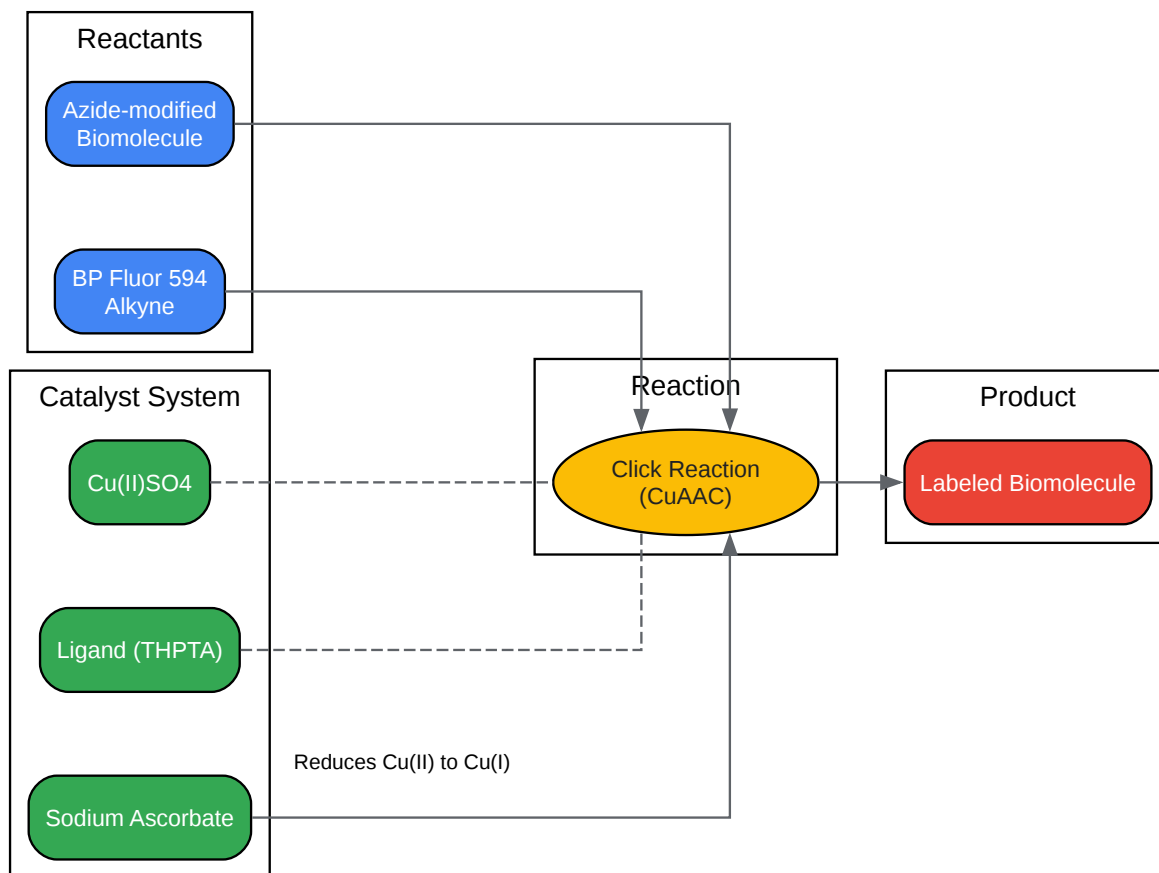 Reactants
Azide-modified
Biomolecule
BP Fluor 594
Alkyne
Catalyst System
Cu(II)SO4
Ligand (THPTA)
Sodium Ascorbate
Reduces Cu(II) to Cu(I)
Reaction
Click Reaction
(CuAAC)
Product
Labeled Biomolecule